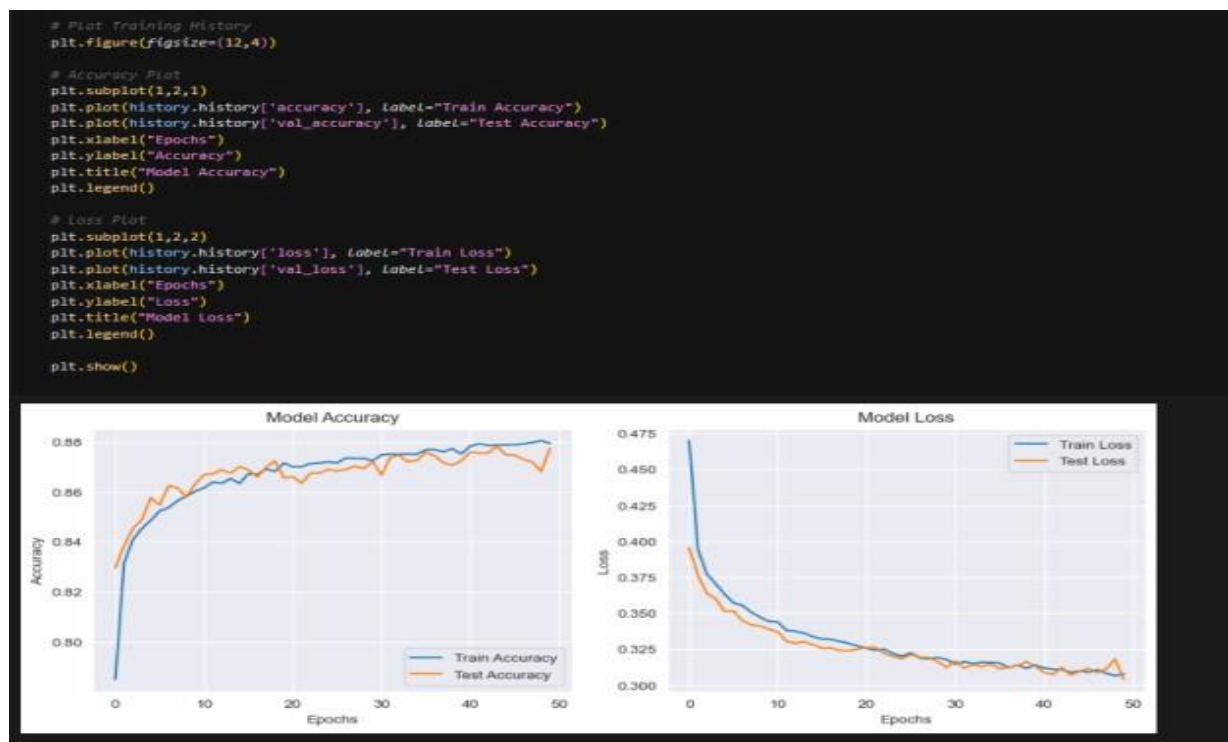 # Plot Training History
plt.figure(figsize=(12,4))
# Accuracy Plot
plt.subplot(1,2,1)
plt.plot(history.history['accuracy'], label="Train Accuracy")
plt.plot(history.history['val_accuracy'], label="Test Accuracy")
plt.xlabel("Epochs")
plt.ylabel("Accuracy")
plt.title("Model Accuracy")
plt.legend()
# Loss Plot
plt.subplot(1,2,2)
plt.plot(history.history['loss'], label="Train Loss")
plt.plot(history.history['val_loss'], label="Test Loss")
plt.xlabel("Epochs")
plt.ylabel("Loss")
plt.title("Model Loss")
plt.legend()
plt.show()
Model Accuracy
0.88
0.86
0.84
0.82
0.80
Accuracy
Train Accuracy
Test Accuracy
0 10 20 30 40 50
Epochs
Model Loss
0.475
0.450
0.425
0.400
0.375
0.350
0.325
0.300
Loss
Train Loss
Test Loss
0 10 20 30 40 50
Epochs